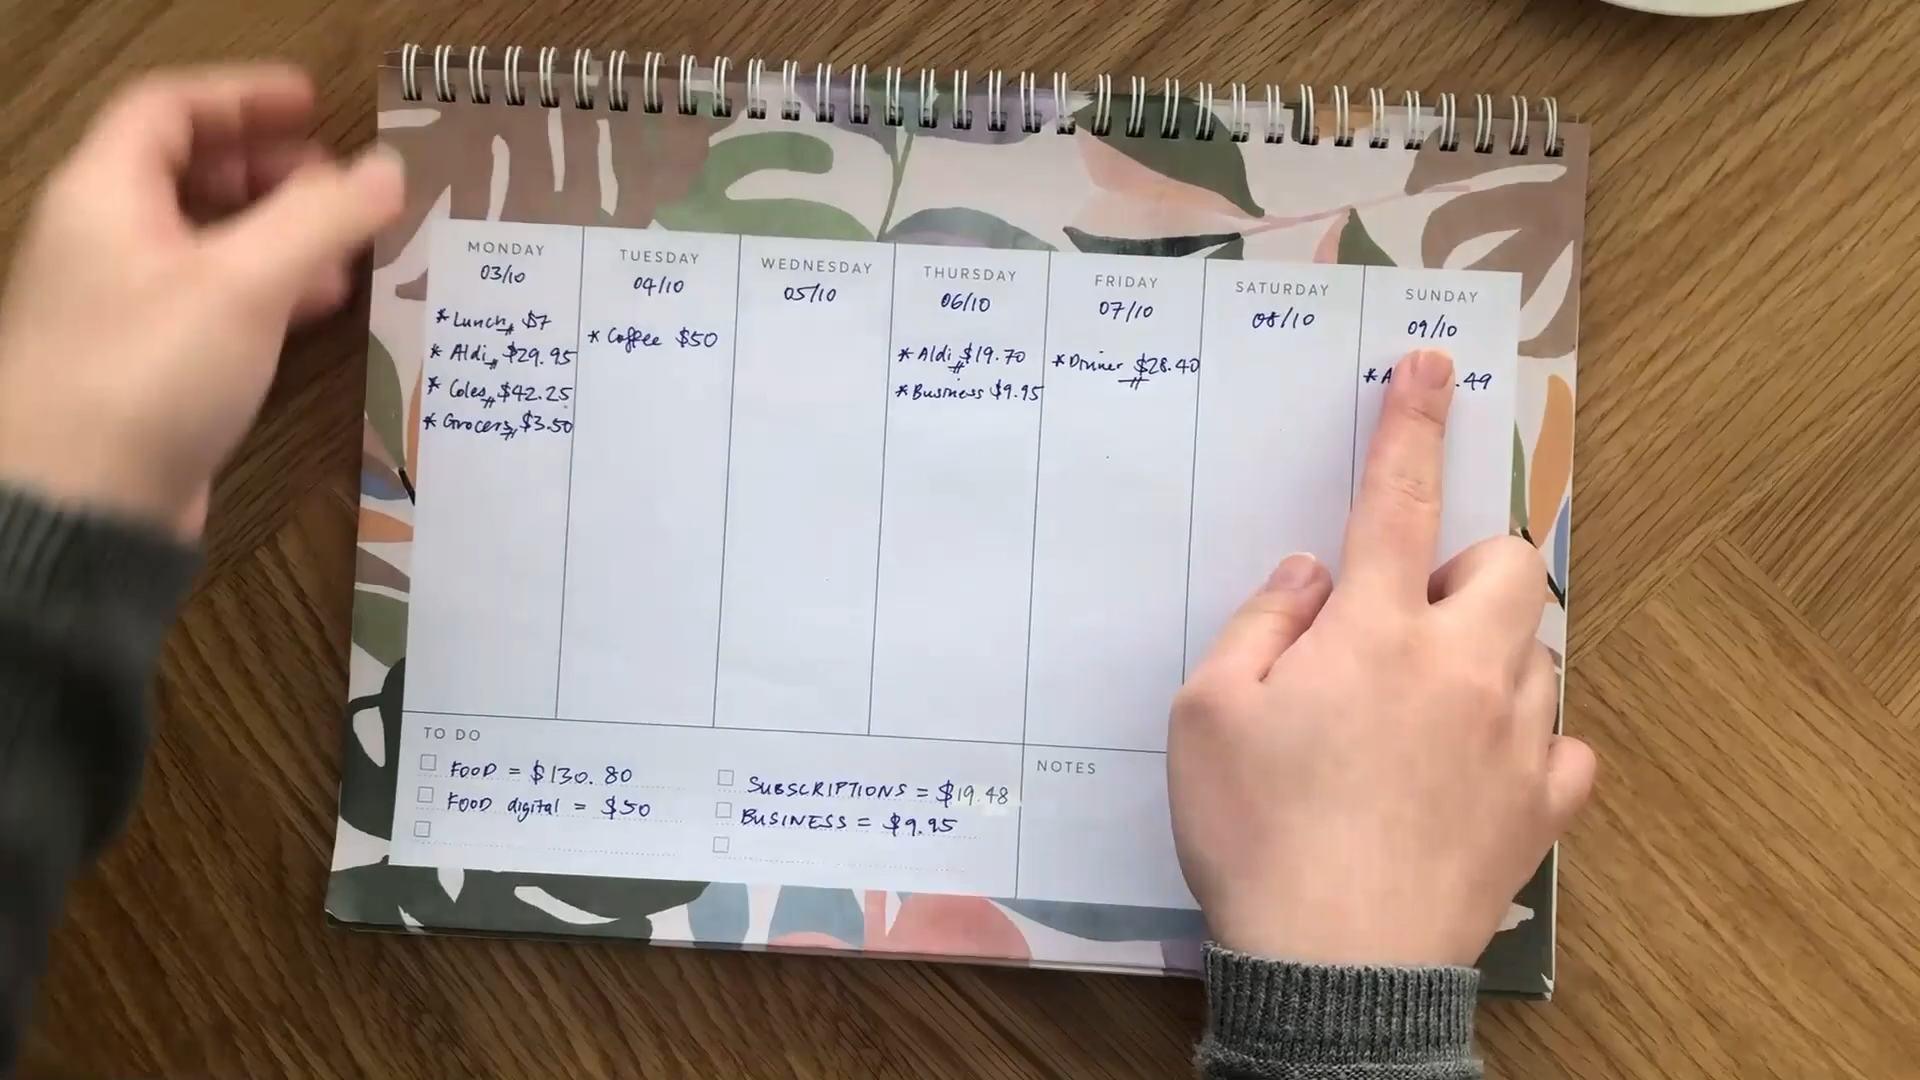 MONDAY
03/10
* Lunch $7
* Aldi $29.95
* Coles $42.25
* Grocers $3.50
TUESDAY
04/10
* Coffee $50
WEDNESDAY
05/10
THURSDAY
06/10
* Aldi $19.70
* Business $9.95
FRIDAY
07/10
* Dinner $28.40
SATURDAY
08/10
SUNDAY
09/10
.49
TO DO
FOOD = $130.80
FOOD digital = $50
SUBSCRIPTIONS = $19.48
BUSINESS = $9.95
NOTES